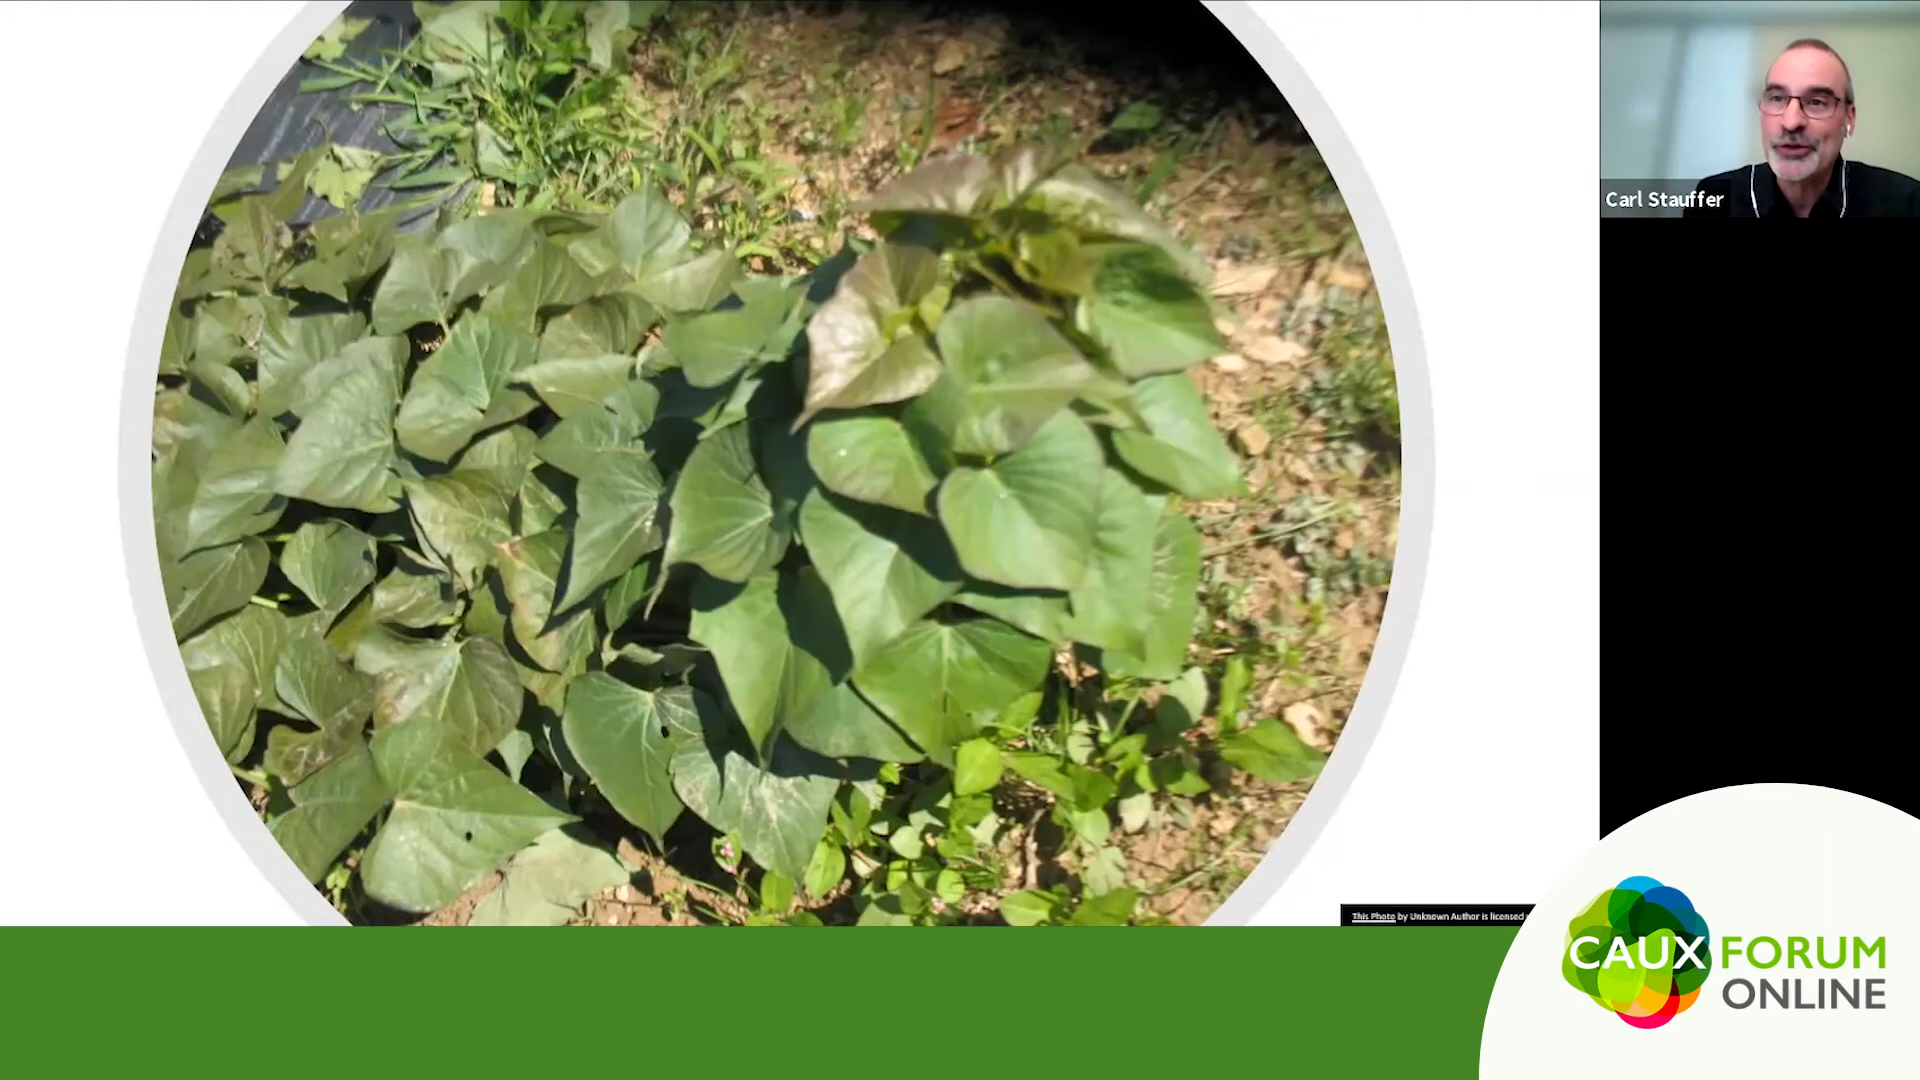 Carl Stauffer
This Photo by Unknown Author is licensed
CAUX FORUM
ONLINE